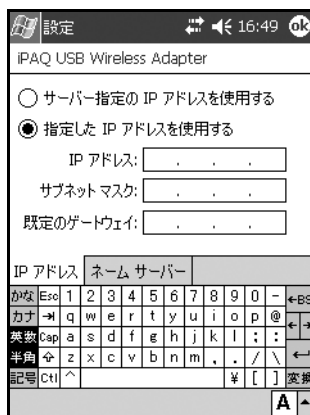 設定 16:49 ok
iPAQ USB Wireless Adapter
サーバー指定の IP アドレスを使用する
指定した IP アドレスを使用する
IP アドレス: . . .
サブネット マスク: . . .
既定のゲートウェイ: . . .
IP アドレス ネーム サーバー
かな Esc 1 2 3 4 5 6 7 8 9 0 - ←BS
カナ →| q w e r t y u i o p @ ← →
英数 Cap a s d f g h j k l ; :
半角 z x c v b n m , . / \ ←
記号 Ctl ^ ¥ [ ] 変換
A